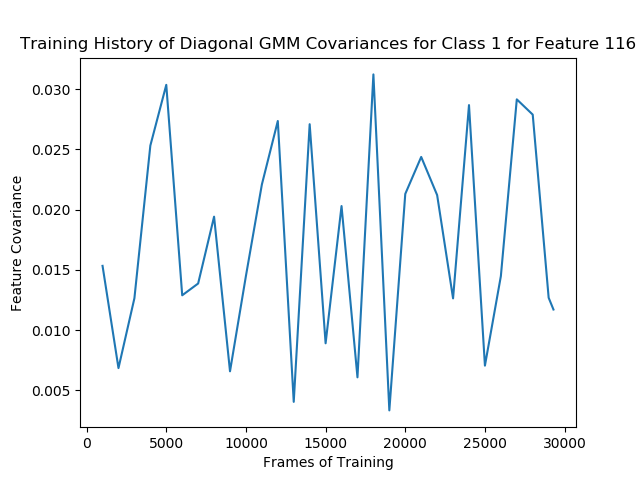 Training History of Diagonal GMM Covariances for Class 1 for Feature 116
0.030
0.025
0.020
0.015
0.010
0.005
Feature Covariance
0 5000 10000 15000 20000 25000 30000
Frames of Training